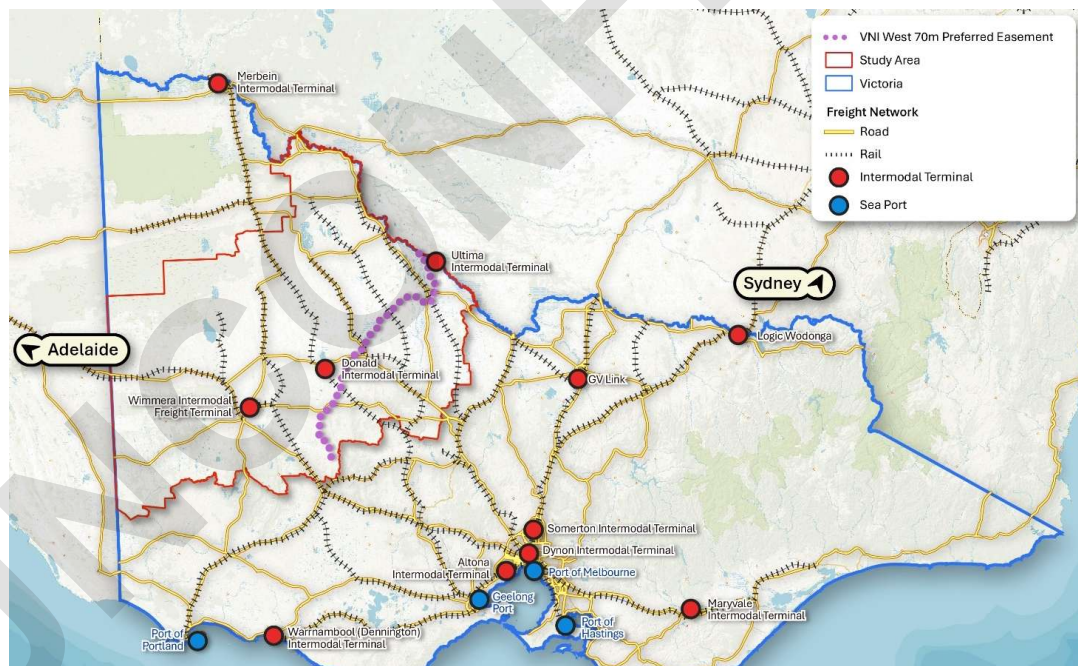 VNI West 70m Preferred Easement
Study Area
Victoria
Freight Network
Road
Rail
Intermodal Terminal
Sea Port
Merbein
Intermodal Terminal
Ultima
Intermodal Terminal
Sydney
Logic Wodonga
Adelaide
Donald
Intermodal Terminal
GV Link
Wimmera Intermodal
Freight Terminal
Somerton Intermodal Terminal
Dynon Intermodal Terminal
Altona
Intermodal Terminal
Port of Melbourne
Geelong
Port
Maryvale
Intermodal Terminal
Port of
Hastings
Port of
Portland
Warrnambool (Dennington)
Intermodal Terminal